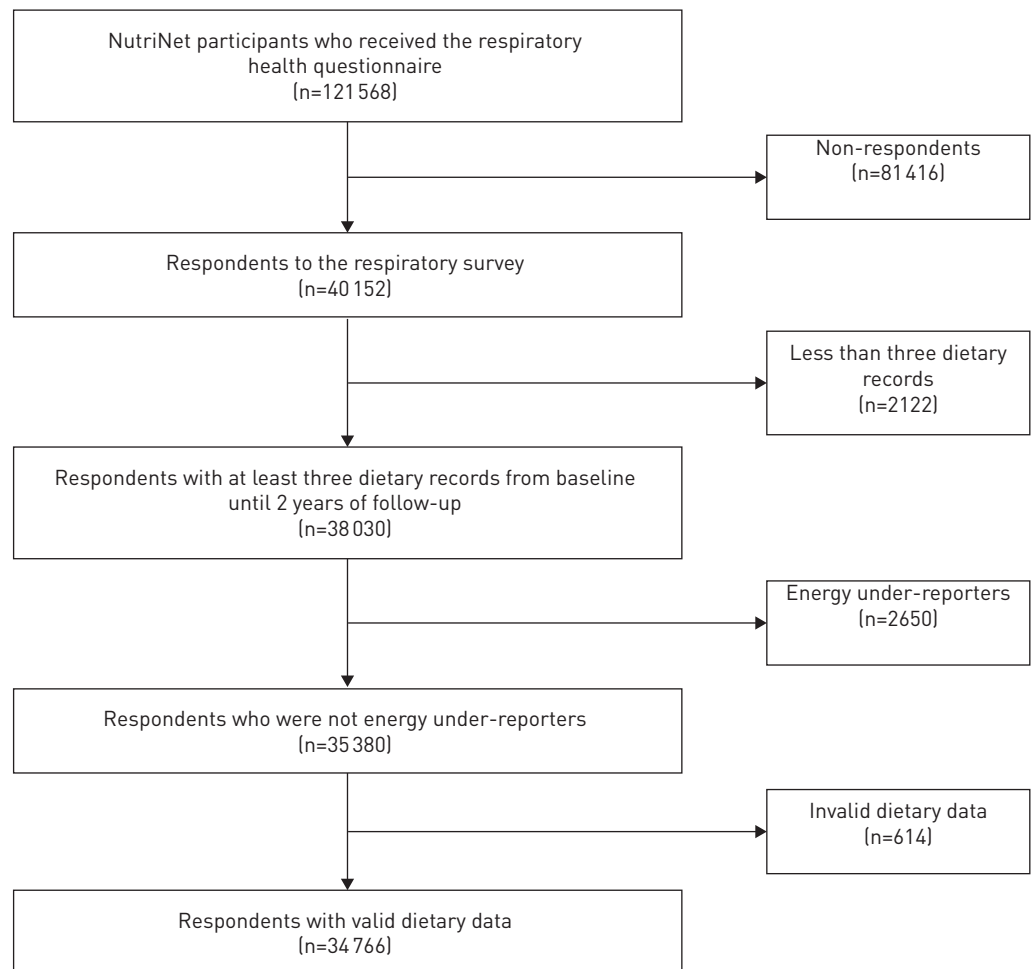 NutriNet participants who received the respiratory
health questionnaire
(n=121 568)
Non-respondents
(n=81 416)
Respondents to the respiratory survey
(n=40 152)
Less than three dietary
records
(n=2122)
Respondents with at least three dietary records from baseline
until 2 years of follow-up
(n=38 030)
Energy under-reporters
(n=2650)
Respondents who were not energy under-reporters
(n=35 380)
Invalid dietary data
(n=614)
Respondents with valid dietary data
(n=34 766)